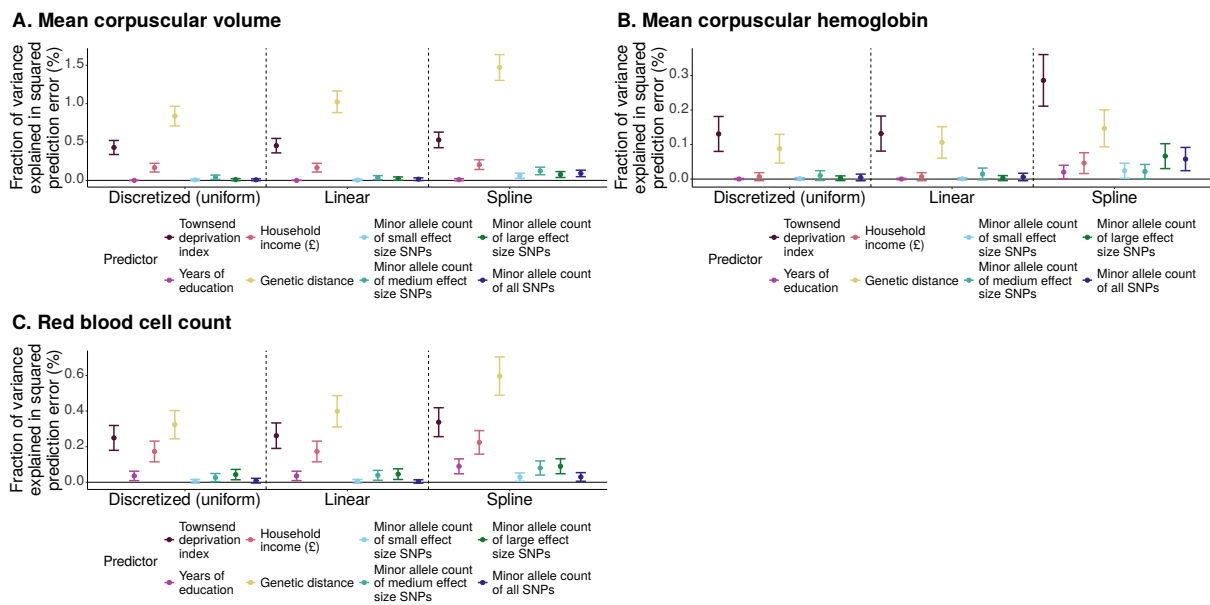 A. Mean corpuscular volume
Fraction of variance
explained in squared
prediction error (%)
1.5
1.0
0.5
0.0
Discretized (uniform)
Linear
Spline
Predictor
Townsend
deprivation
index
Household
income (£)
Minor allele count
of small effect
size SNPs
Minor allele count
of large effect
size SNPs
Years of
education
Genetic distance
Minor allele count
of medium effect
size SNPs
Minor allele count
of all SNPs
B. Mean corpuscular hemoglobin
Fraction of variance
explained in squared
prediction error (%)
0.3
0.2
0.1
0.0
Discretized (uniform)
Linear
Spline
Predictor
Townsend
deprivation
index
Household
income (£)
Minor allele count
of small effect
size SNPs
Minor allele count
of large effect
size SNPs
Years of
education
Genetic distance
Minor allele count
of medium effect
size SNPs
Minor allele count
of all SNPs
C. Red blood cell count
Fraction of variance
explained in squared
prediction error (%)
0.6
0.4
0.2
0.0
Discretized (uniform)
Linear
Spline
Predictor
Townsend
deprivation
index
Household
income (£)
Minor allele count
of small effect
size SNPs
Minor allele count
of large effect
size SNPs
Years of
education
Genetic distance
Minor allele count
of medium effect
size SNPs
Minor allele count
of all SNPs